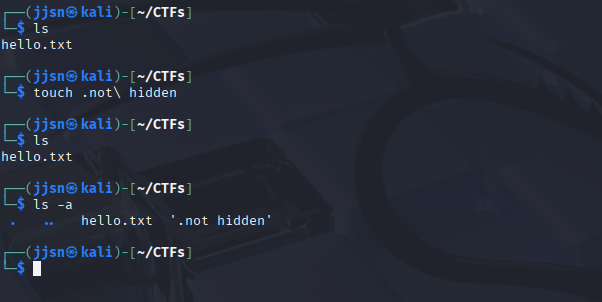 ┌──(jjsn㉿kali)-[~/CTFs]
└─$ ls
hello.txt
┌──(jjsn㉿kali)-[~/CTFs]
└─$ touch .not\ hidden
┌──(jjsn㉿kali)-[~/CTFs]
└─$ ls
hello.txt
┌──(jjsn㉿kali)-[~/CTFs]
└─$ ls -a
.    ..    hello.txt  '.not hidden'
┌──(jjsn㉿kali)-[~/CTFs]
└─$